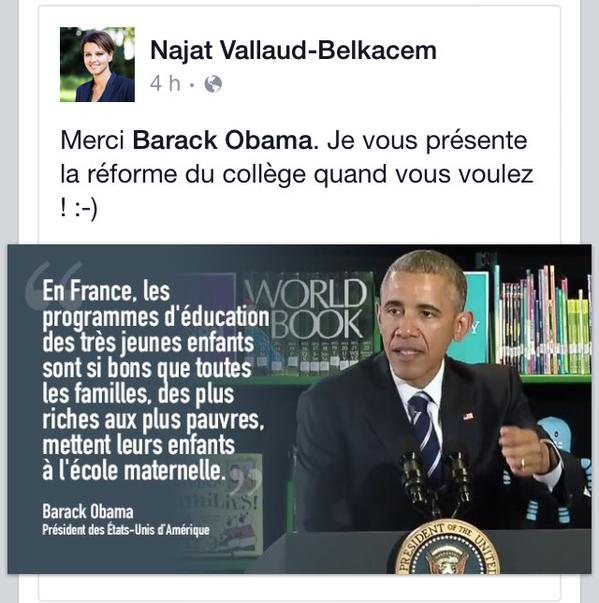 Najat Vallaud-Belkacem
4 h ·
Merci Barack Obama. Je vous présente
la réforme du collège quand vous voulez
! :-)
“
En France, les
programmes d'éducation
des très jeunes enfants
sont si bons que toutes
les familles, des plus
riches aux plus pauvres,
mettent leurs enfants
à l'école maternelle.
”
Barack Obama
Président des États-Unis d'Amérique
WORLD
BOOK
PRESIDENT OF THE UNITED